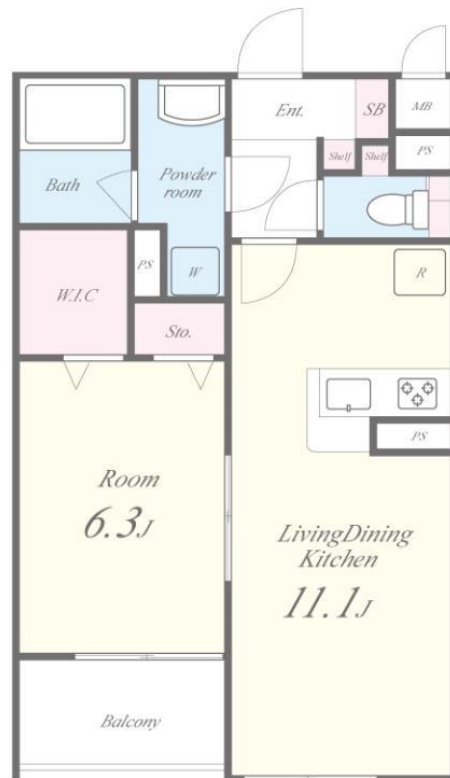 Ent.
SB
MB
Shelf
Shelf
PS
Bath
Powder
room
W.I.C
PS
W
R
Sto.
PS
Room
6.3J
LivingDining
Kitchen
11.1J
Balcony